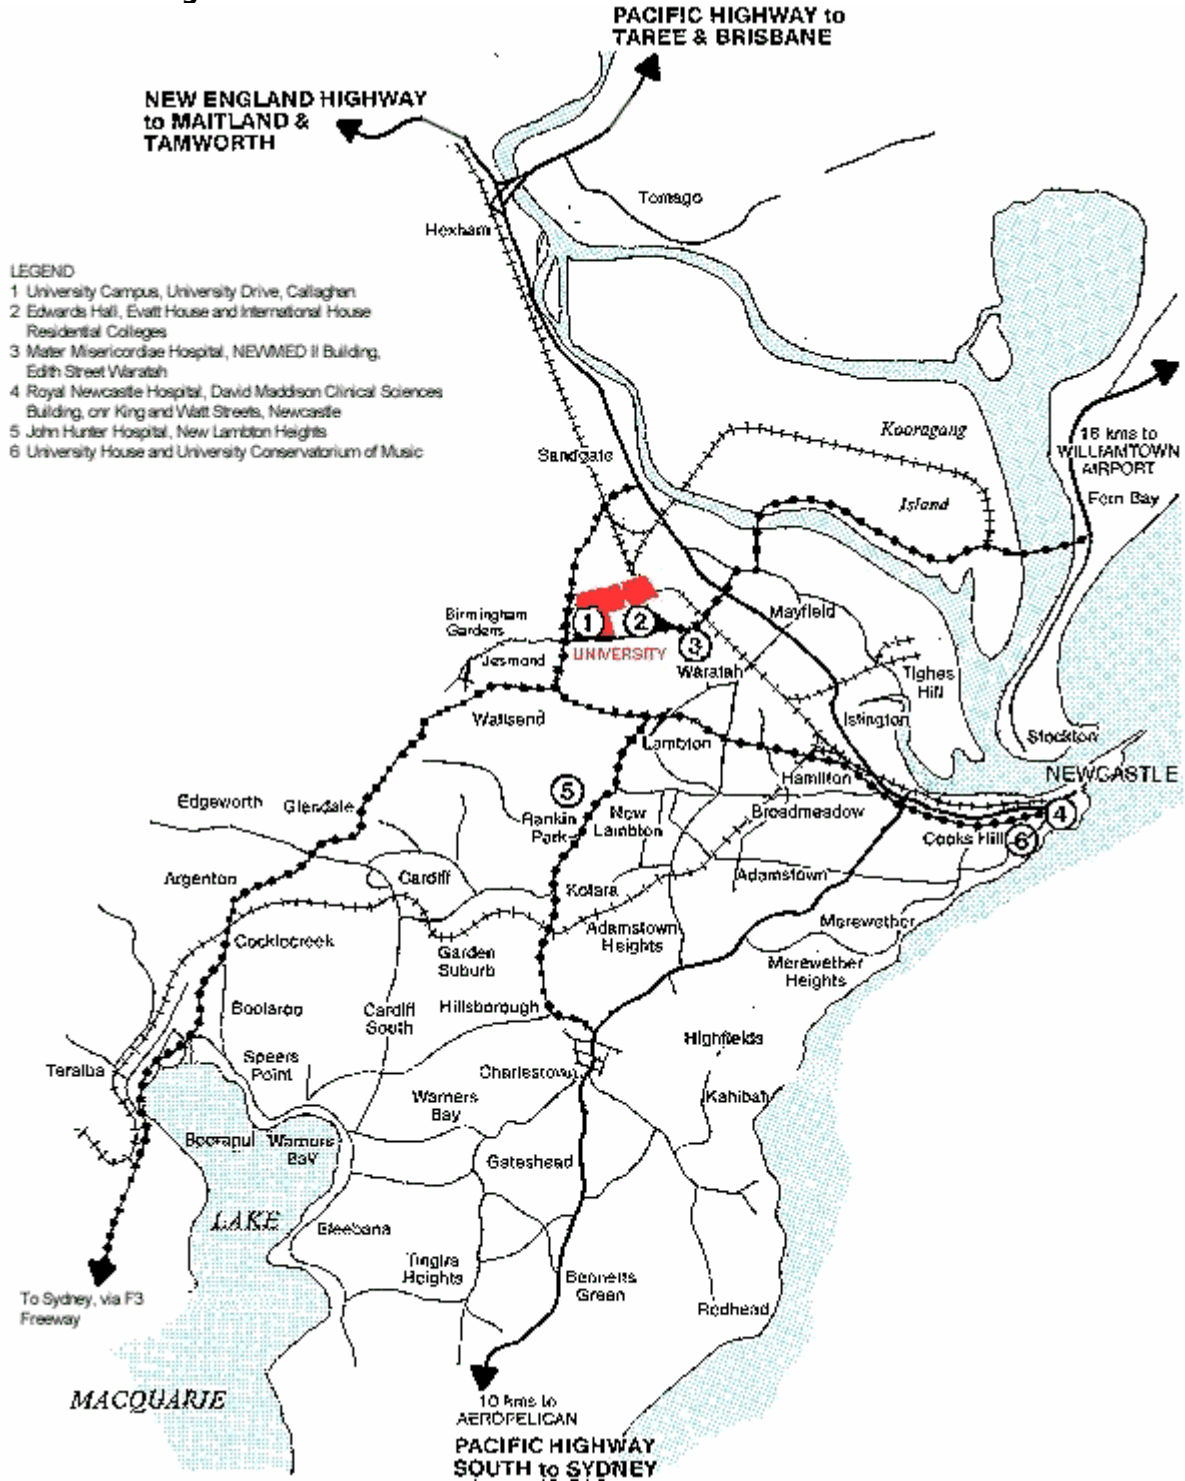 PACIFIC HIGHWAY to
TAREE & BRISBANE
NEW ENGLAND HIGHWAY
to MAITLAND &
TAMWORTH
Tomago
Hexham
LEGEND
1 University Campus, University Drive, Callaghan
2 Edwards Hall, Evatt House and International House
Residential Colleges
3 Mater Misericordiae Hospital, NEWMED II Building,
Edith Street Waratah
4 Royal Newcastle Hospital, David Maddison Clinical Sciences
Building, cnr King and Watt Streets, Newcastle
5 John Hunter Hospital, New Lambton Heights
6 University House and University Conservatorium of Music
Kooragang
Island
16 kms to
WILLIAMTOWN
AIRPORT
Fern Bay
Sandgate
Birmingham
Gardens
1
2
3
UNIVERSITY
Mayfield
Jesmond
Waratah
Tighes
Hill
Wallsend
Islington
Lambton
Stockton
NEWCASTLE
Hamilton
5
Edgeworth
Glendale
Rankin
Park
New
Lambton
Broadmeadow
4
Cooks Hill
6
Argenton
Cardiff
Kotara
Adamstown
Adamstown
Heights
Merewether
Cocklecreek
Garden
Suburb
Merewether
Heights
Boolaroo
Cardiff
South
Hillsborough
Highfields
Teralba
Speers
Point
Charlestown
Warners
Bay
Kahibah
Warners
Bay
Gateshead
LAKE
Eleebana
Tingira
Heights
Bennetts
Green
Redhead
To Sydney, via F3
Freeway
MACQUARIE
10 kms to
AEROPELICAN
PACIFIC HIGHWAY
SOUTH to SYDNEY